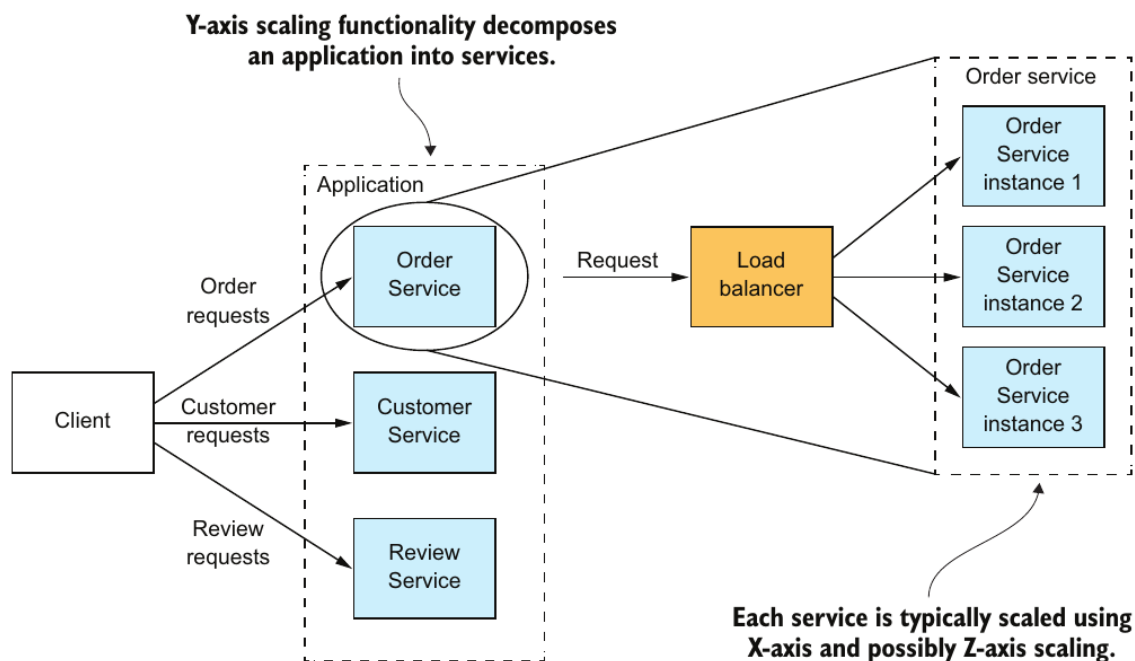 Y-axis scaling functionality decomposes
an application into services.
Application
Order
Service
Order
requests
Client
Customer
requests
Customer
Service
Review
requests
Review
Service
Request
Load
balancer
Order service
Order
Service
instance 1
Order
Service
instance 2
Order
Service
instance 3
Each service is typically scaled using
X-axis and possibly Z-axis scaling.